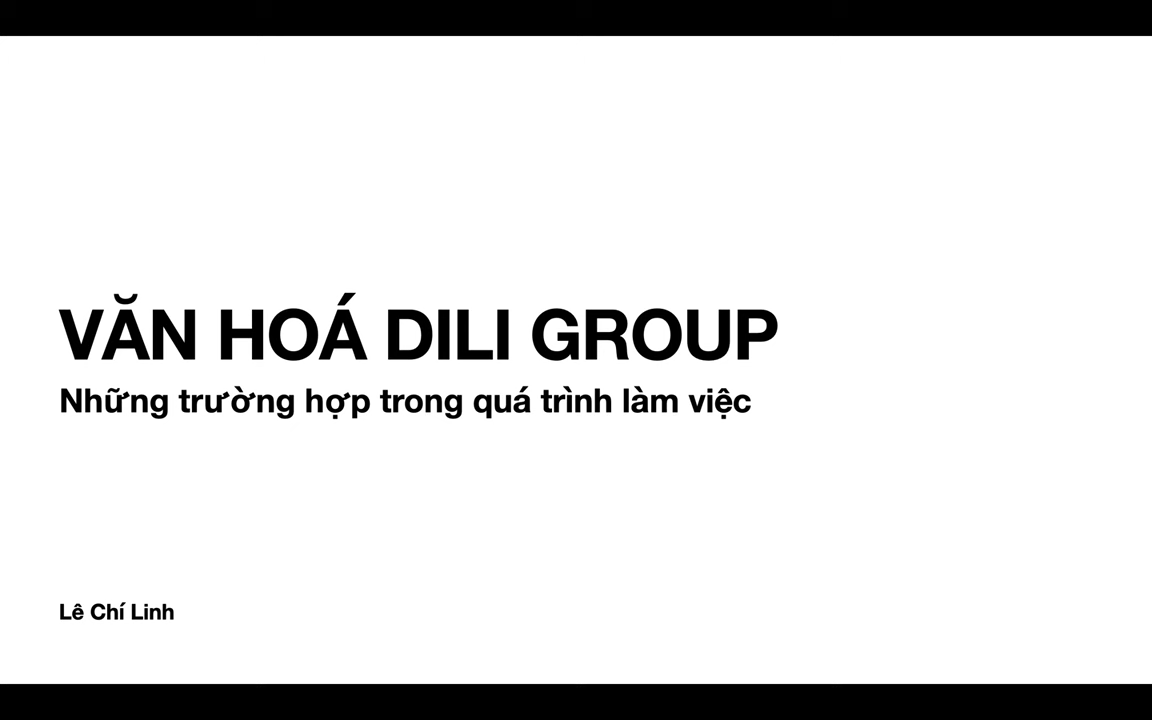 VĂN HOÁ DILI GROUP
Những trường hợp trong quá trình làm việc
Lê Chí Linh